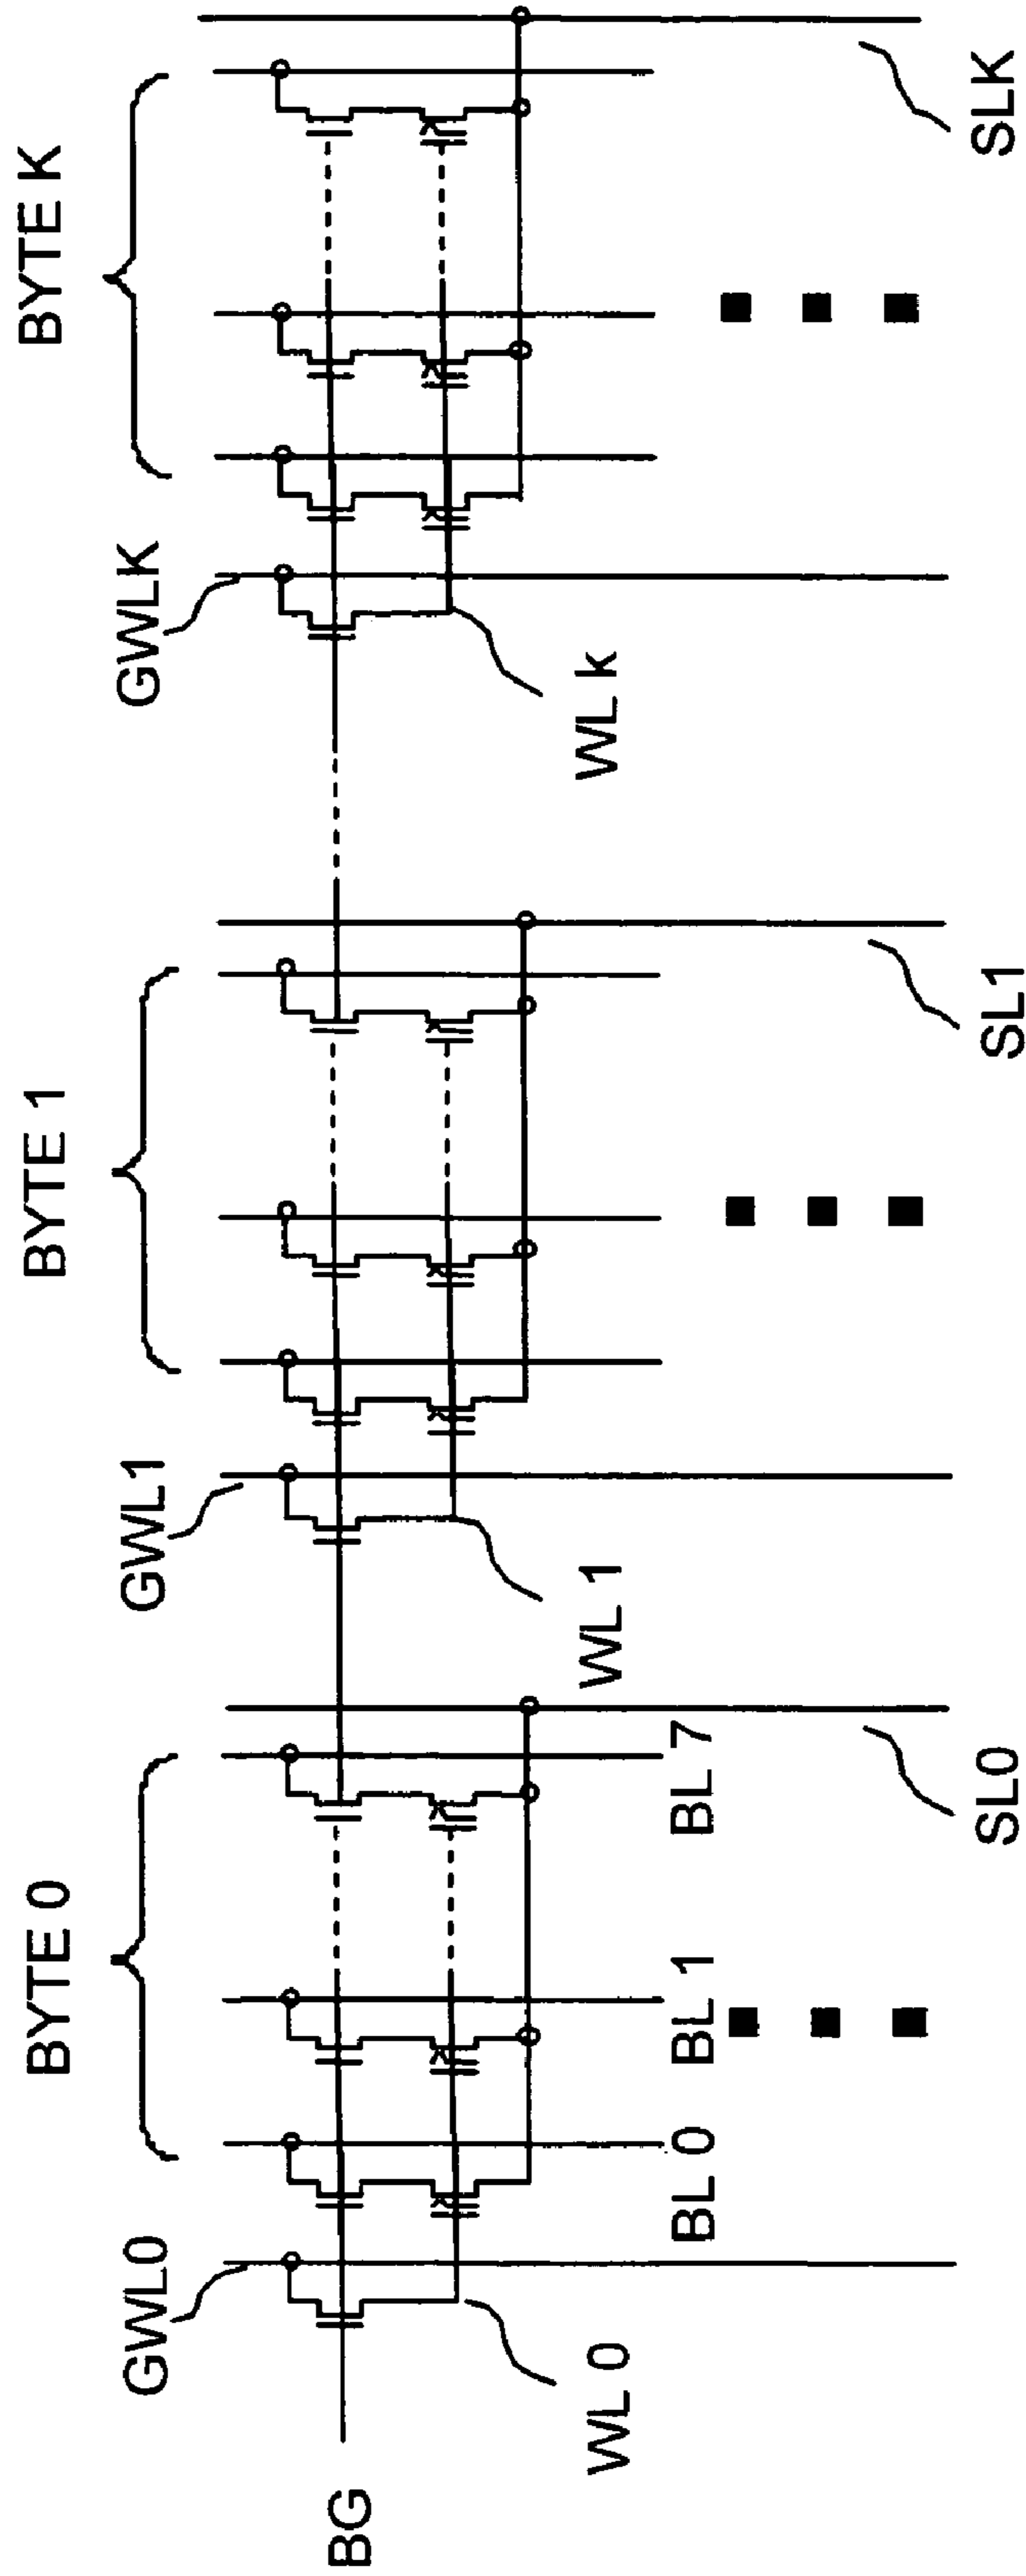 BYTE 0
BYTE 1
BYTE K
GWL0
GWL1
GWLK
BG
WL 0
WL 1
WL k
BL 0
BL 1
BL 7
SL0
SL1
SLK